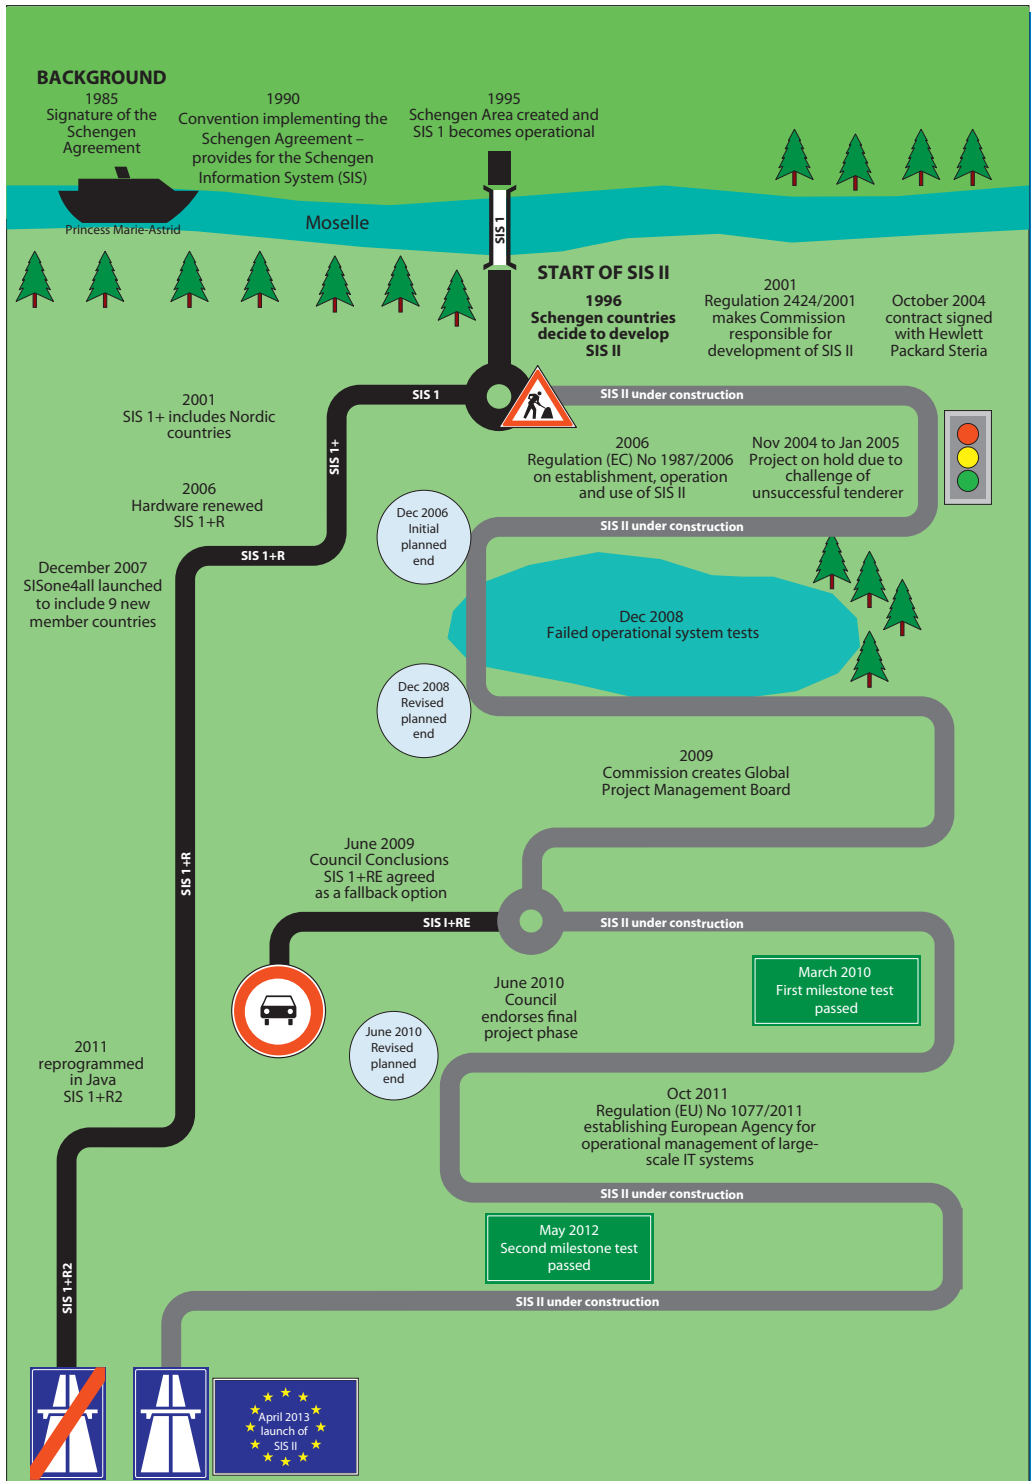 BACKGROUND
1985
Signature of the
Schengen
Agreement
1990
Convention implementing the
Schengen Agreement –
provides for the Schengen
Information System (SIS)
1995
Schengen Area created and
SIS 1 becomes operational
Princess Marie-Astrid
Moselle
SIS 1
START OF SIS II
1996
Schengen countries
decide to develop
SIS II
2001
Regulation 2424/2001
makes Commission
responsible for
development of SIS II
October 2004
contract signed
with Hewlett
Packard Steria
SIS 1
SIS II under construction
2001
SIS 1+ includes Nordic
countries
SIS 1+
2006
Regulation (EC) No 1987/2006
on establishment, operation
and use of SIS II
Nov 2004 to Jan 2005
Project on hold due to
challenge of
unsuccessful tenderer
2006
Hardware renewed
SIS 1+R
Dec 2006
Initial
planned
end
SIS II under construction
SIS 1+R
December 2007
SISone4all launched
to include 9 new
member countries
Dec 2008
Failed operational system tests
Dec 2008
Revised
planned
end
2009
Commission creates Global
Project Management Board
June 2009
Council Conclusions
SIS 1+RE agreed
as a fallback option
SIS 1+R
SIS I+RE
SIS II under construction
March 2010
First milestone test
passed
June 2010
Council
endorses final
project phase
June 2010
Revised
planned
end
2011
reprogrammed
in Java
SIS 1+R2
Oct 2011
Regulation (EU) No 1077/2011
establishing European Agency for
operational management of large-
scale IT systems
SIS II under construction
May 2012
Second milestone test
passed
SIS 1+R2
SIS II under construction
April 2013
launch of
SIS II